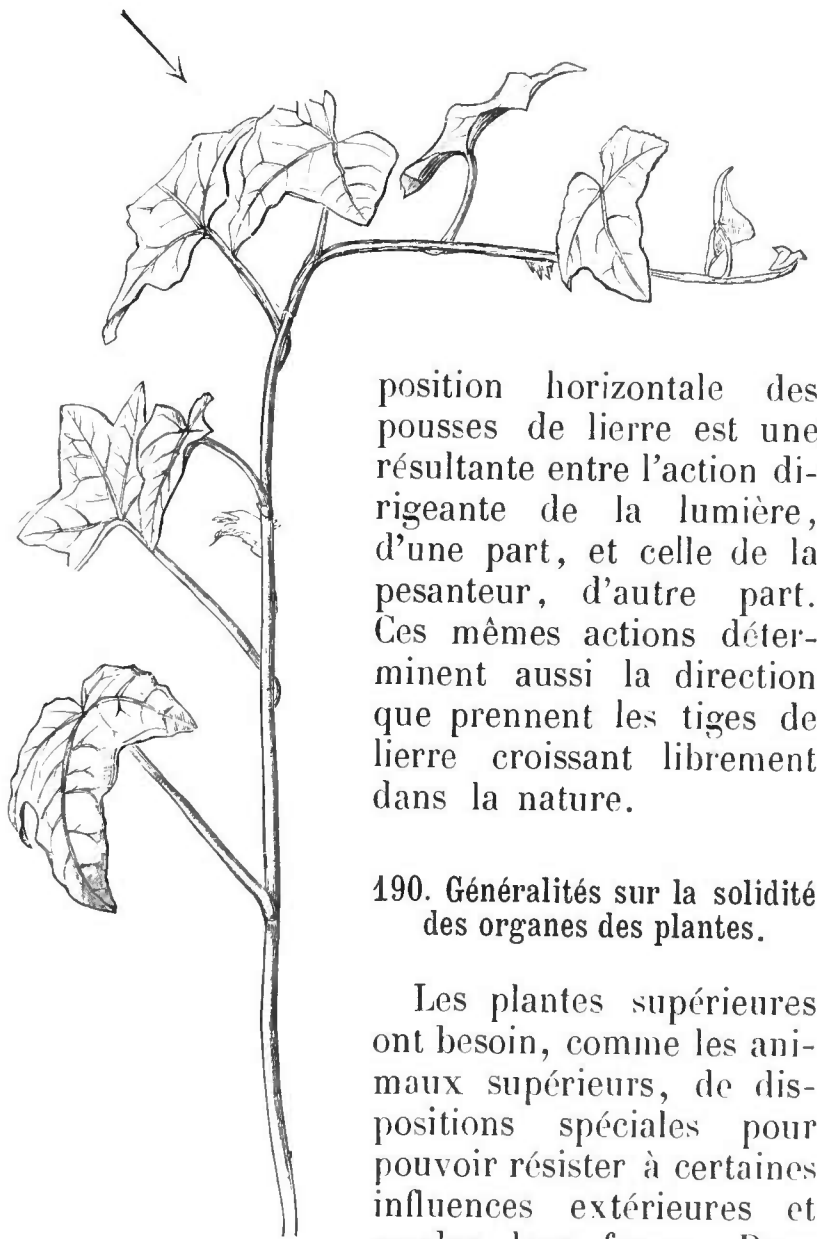 position horizontale des
pousses de lierre est une
résultante entre l'action di-
rigeante de la lumière,
d'une part, et celle de la
pesanteur, d'autre part.
Ces mêmes actions déter-
minent aussi la direction
que prennent les tiges de
lierre croissant librement
dans la nature.
190. Généralités sur la solidité
des organes des plantes.
Les plantes supérieures
ont besoin, comme les ani-
maux supérieurs, de dis-
positions spéciales pour
pouvoir résister à certaines
influences extérieures et